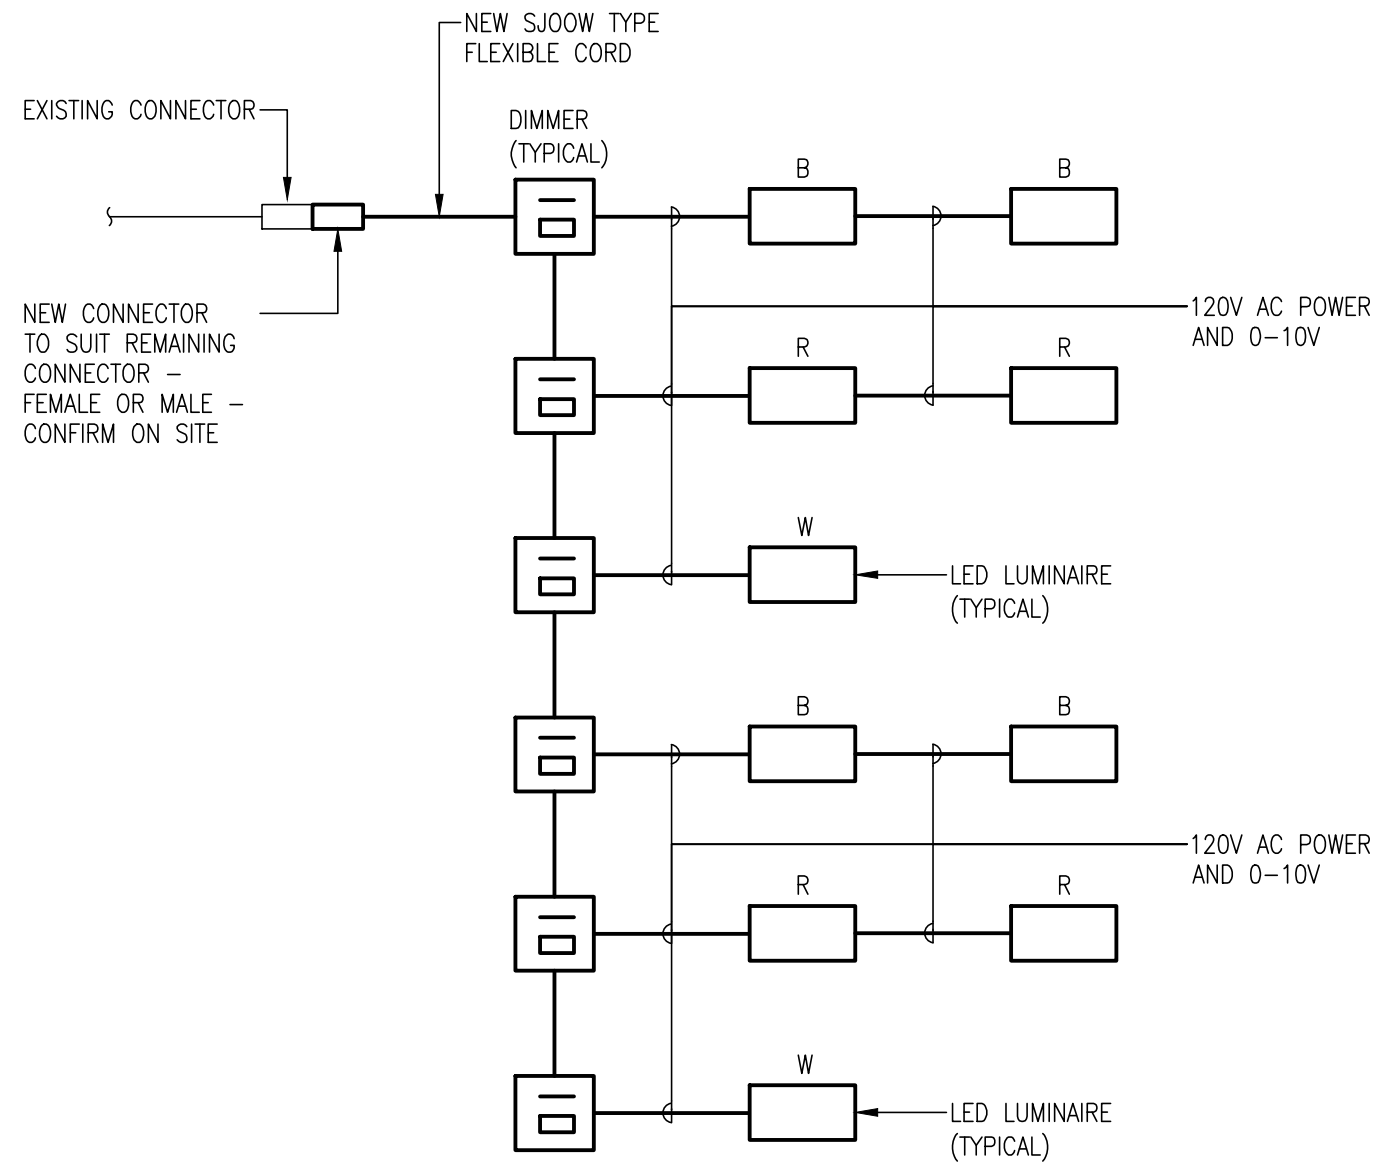 NEW SJOOW TYPE
FLEXIBLE CORD
EXISTING CONNECTOR
DIMMER
(TYPICAL)
B
B
NEW CONNECTOR
TO SUIT REMAINING
CONNECTOR –
FEMALE OR MALE –
CONFIRM ON SITE
120V AC POWER
AND 0–10V
R
R
W
LED LUMINAIRE
(TYPICAL)
B
B
120V AC POWER
AND 0–10V
R
R
W
LED LUMINAIRE
(TYPICAL)